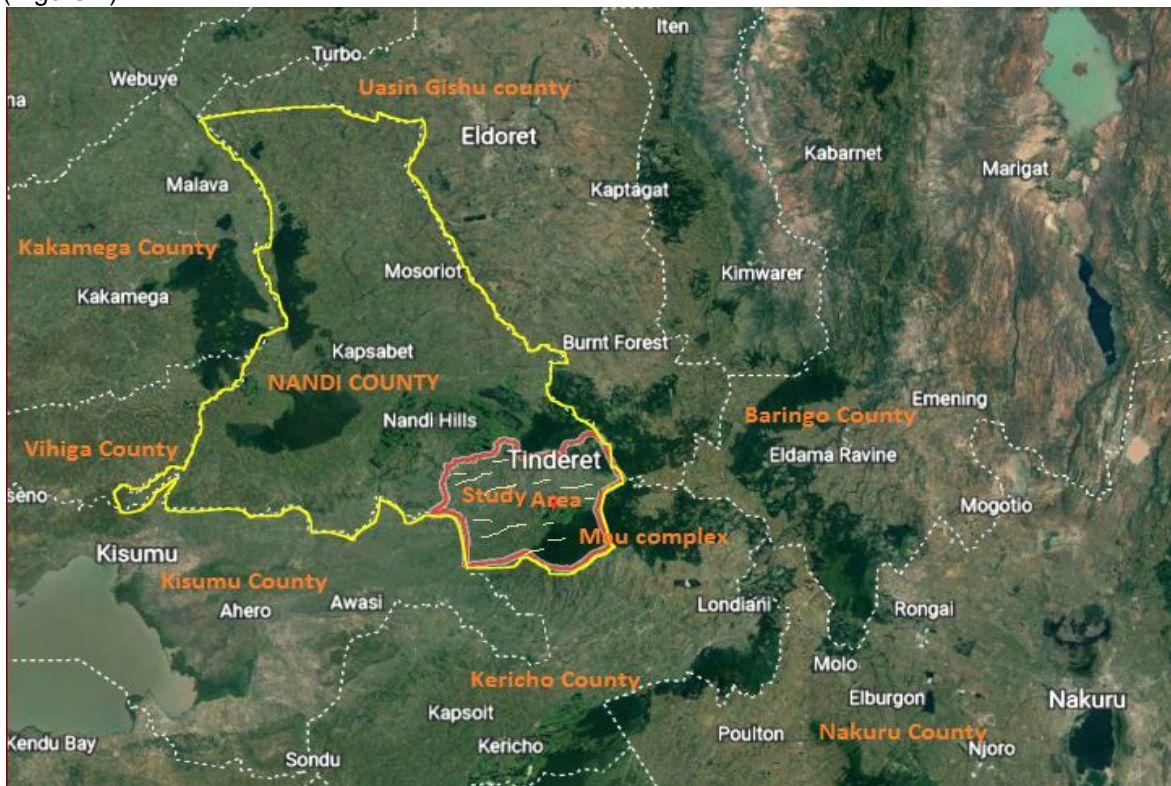 Iten
Turbo
Webuye
na
Uasin Gishu county
Eldoret
Kabarnet
Marigat
Malava
Kaptagat
Kakamega County
Mosoriot
Kimwarer
Kakamega
Burnt Forest
Kapsabet
NANDI COUNTY
Emening
Baringo County
Nandi Hills
Vihiga County
Tinderet
Eldama Ravine
seno
Study Area
Mogotio
Mau complex
Kisumu
Kisumu County
Ahero
Awasi
Londiani
Rongai
Molo
Kericho County
Elburgon
Nakuru
Kapsoit
Poulton
Nakuru County
Kendu Bay
Kericho
Njoro
Sondu